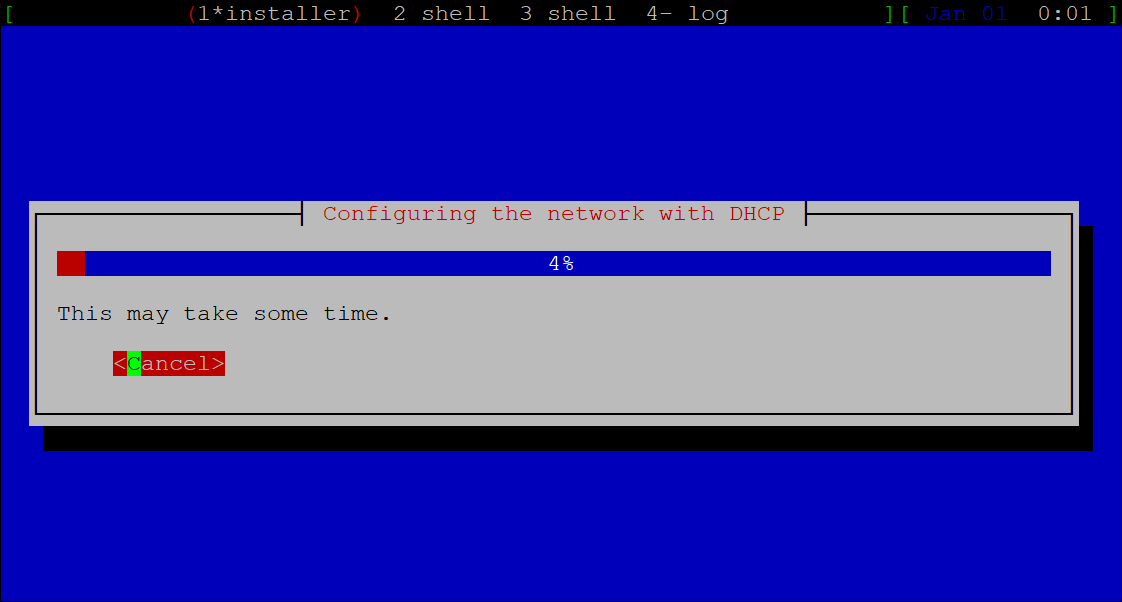 [ (1*installer) 2 shell 3 shell 4- log ][ Jan 01 0:01 ]
Configuring the network with DHCP
4%
This may take some time.
<Cancel>